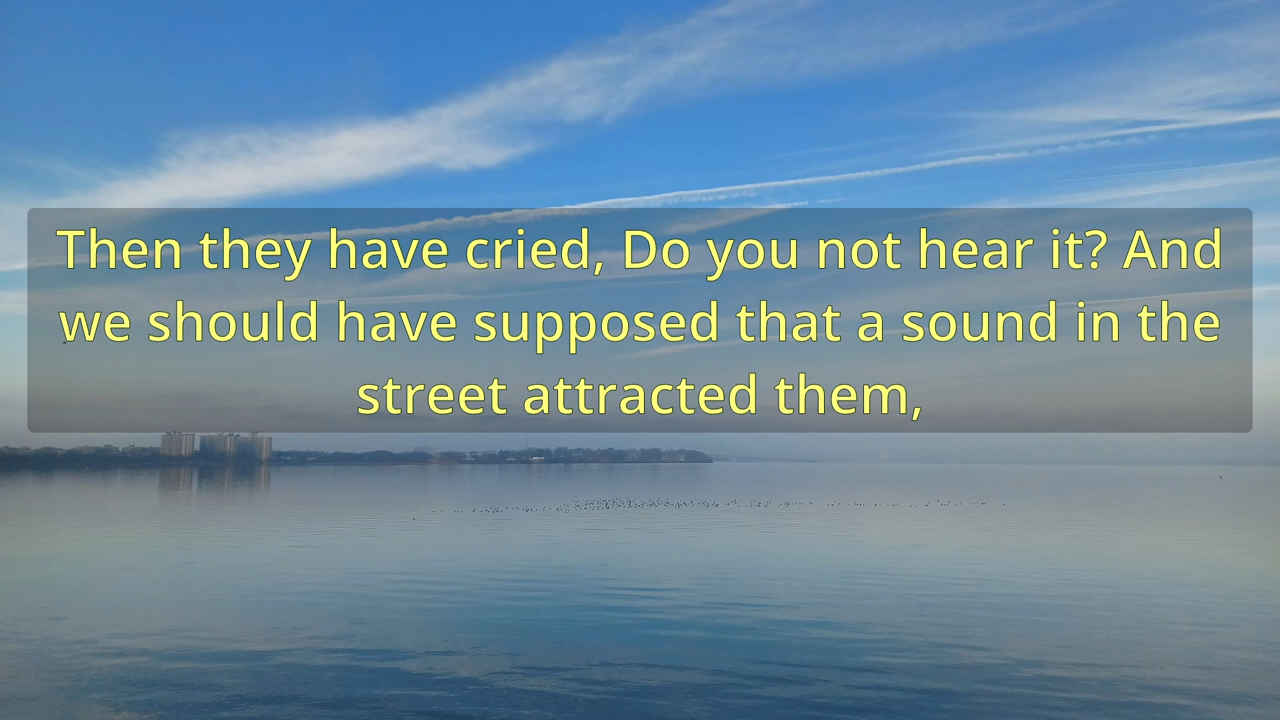 Then they have cried, Do you not hear it? And
we should have supposed that a sound in the
street attracted them,